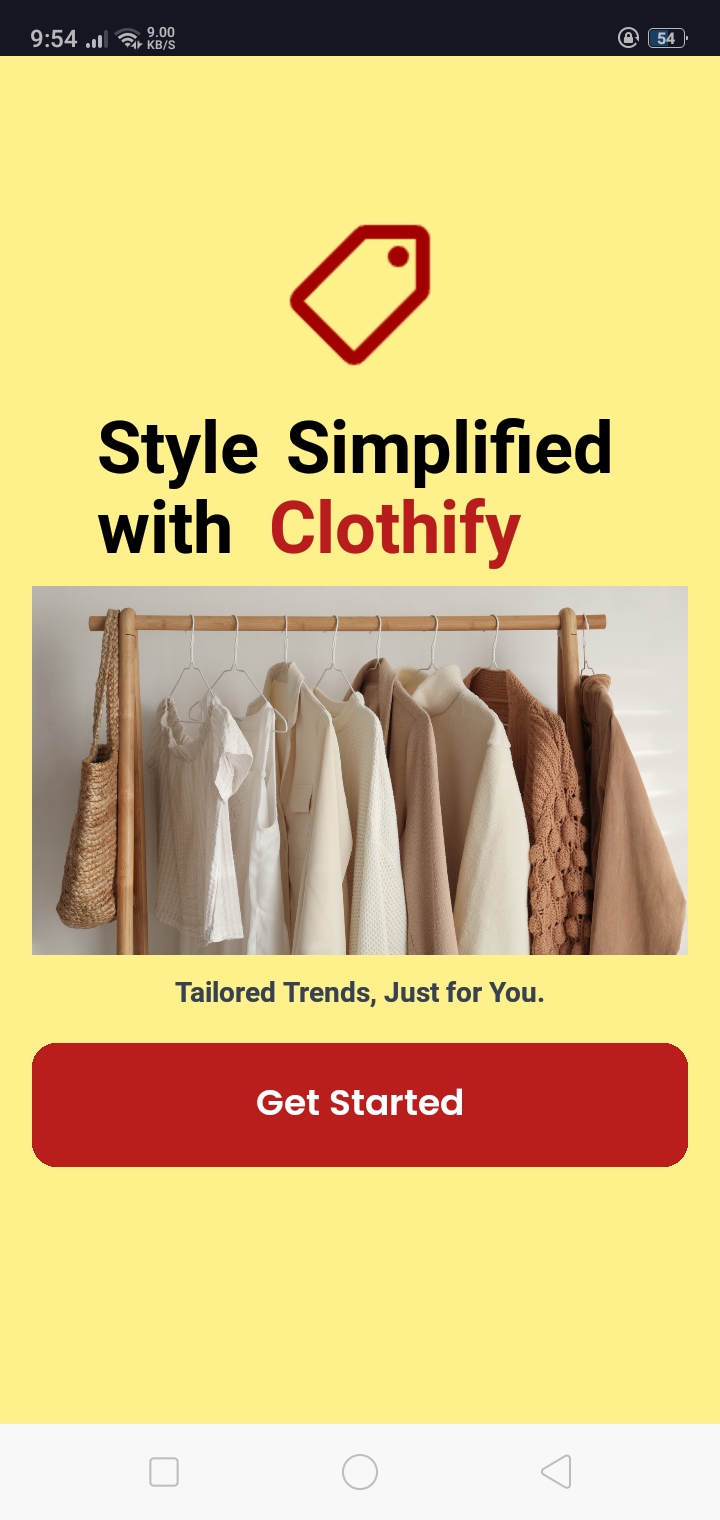 9:54 9.00 KB/S 54
Style Simplified
with Clothify
Tailored Trends, Just for You.
Get Started